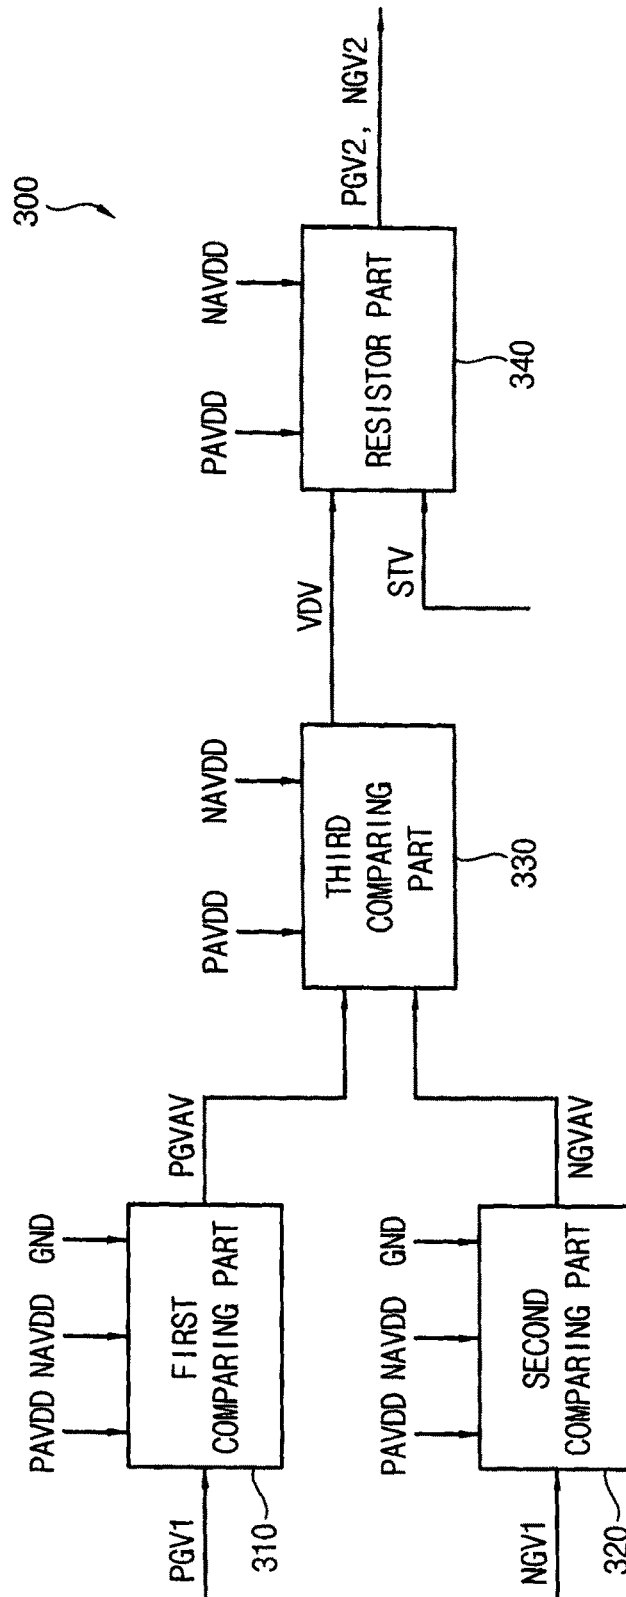 300
PAVDD NAVDD GND
PGV1
FIRST
COMPARING PART
310
PGVAV
PAVDD NAVDD GND
NGV1
SECOND
COMPARING PART
320
NGVAV
PAVDD
NAVDD
THIRD
COMPARING
PART
330
VDV
STV
PAVDD
NAVDD
RESISTOR PART
340
PGV2, NGV2